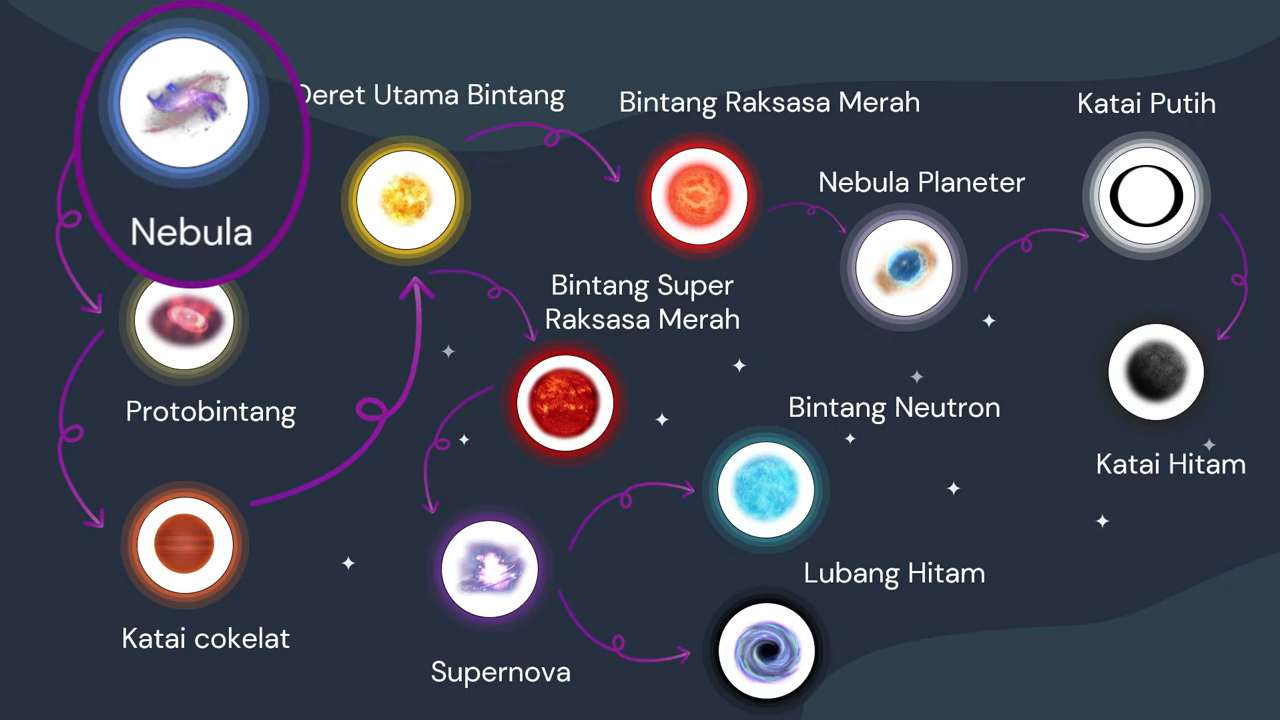 Nebula
Deret Utama Bintang
Bintang Raksasa Merah
Katai Putih
Nebula Planeter
Bintang Super
Raksasa Merah
Protobintang
Bintang Neutron
Katai Hitam
Lubang Hitam
Katai cokelat
Supernova